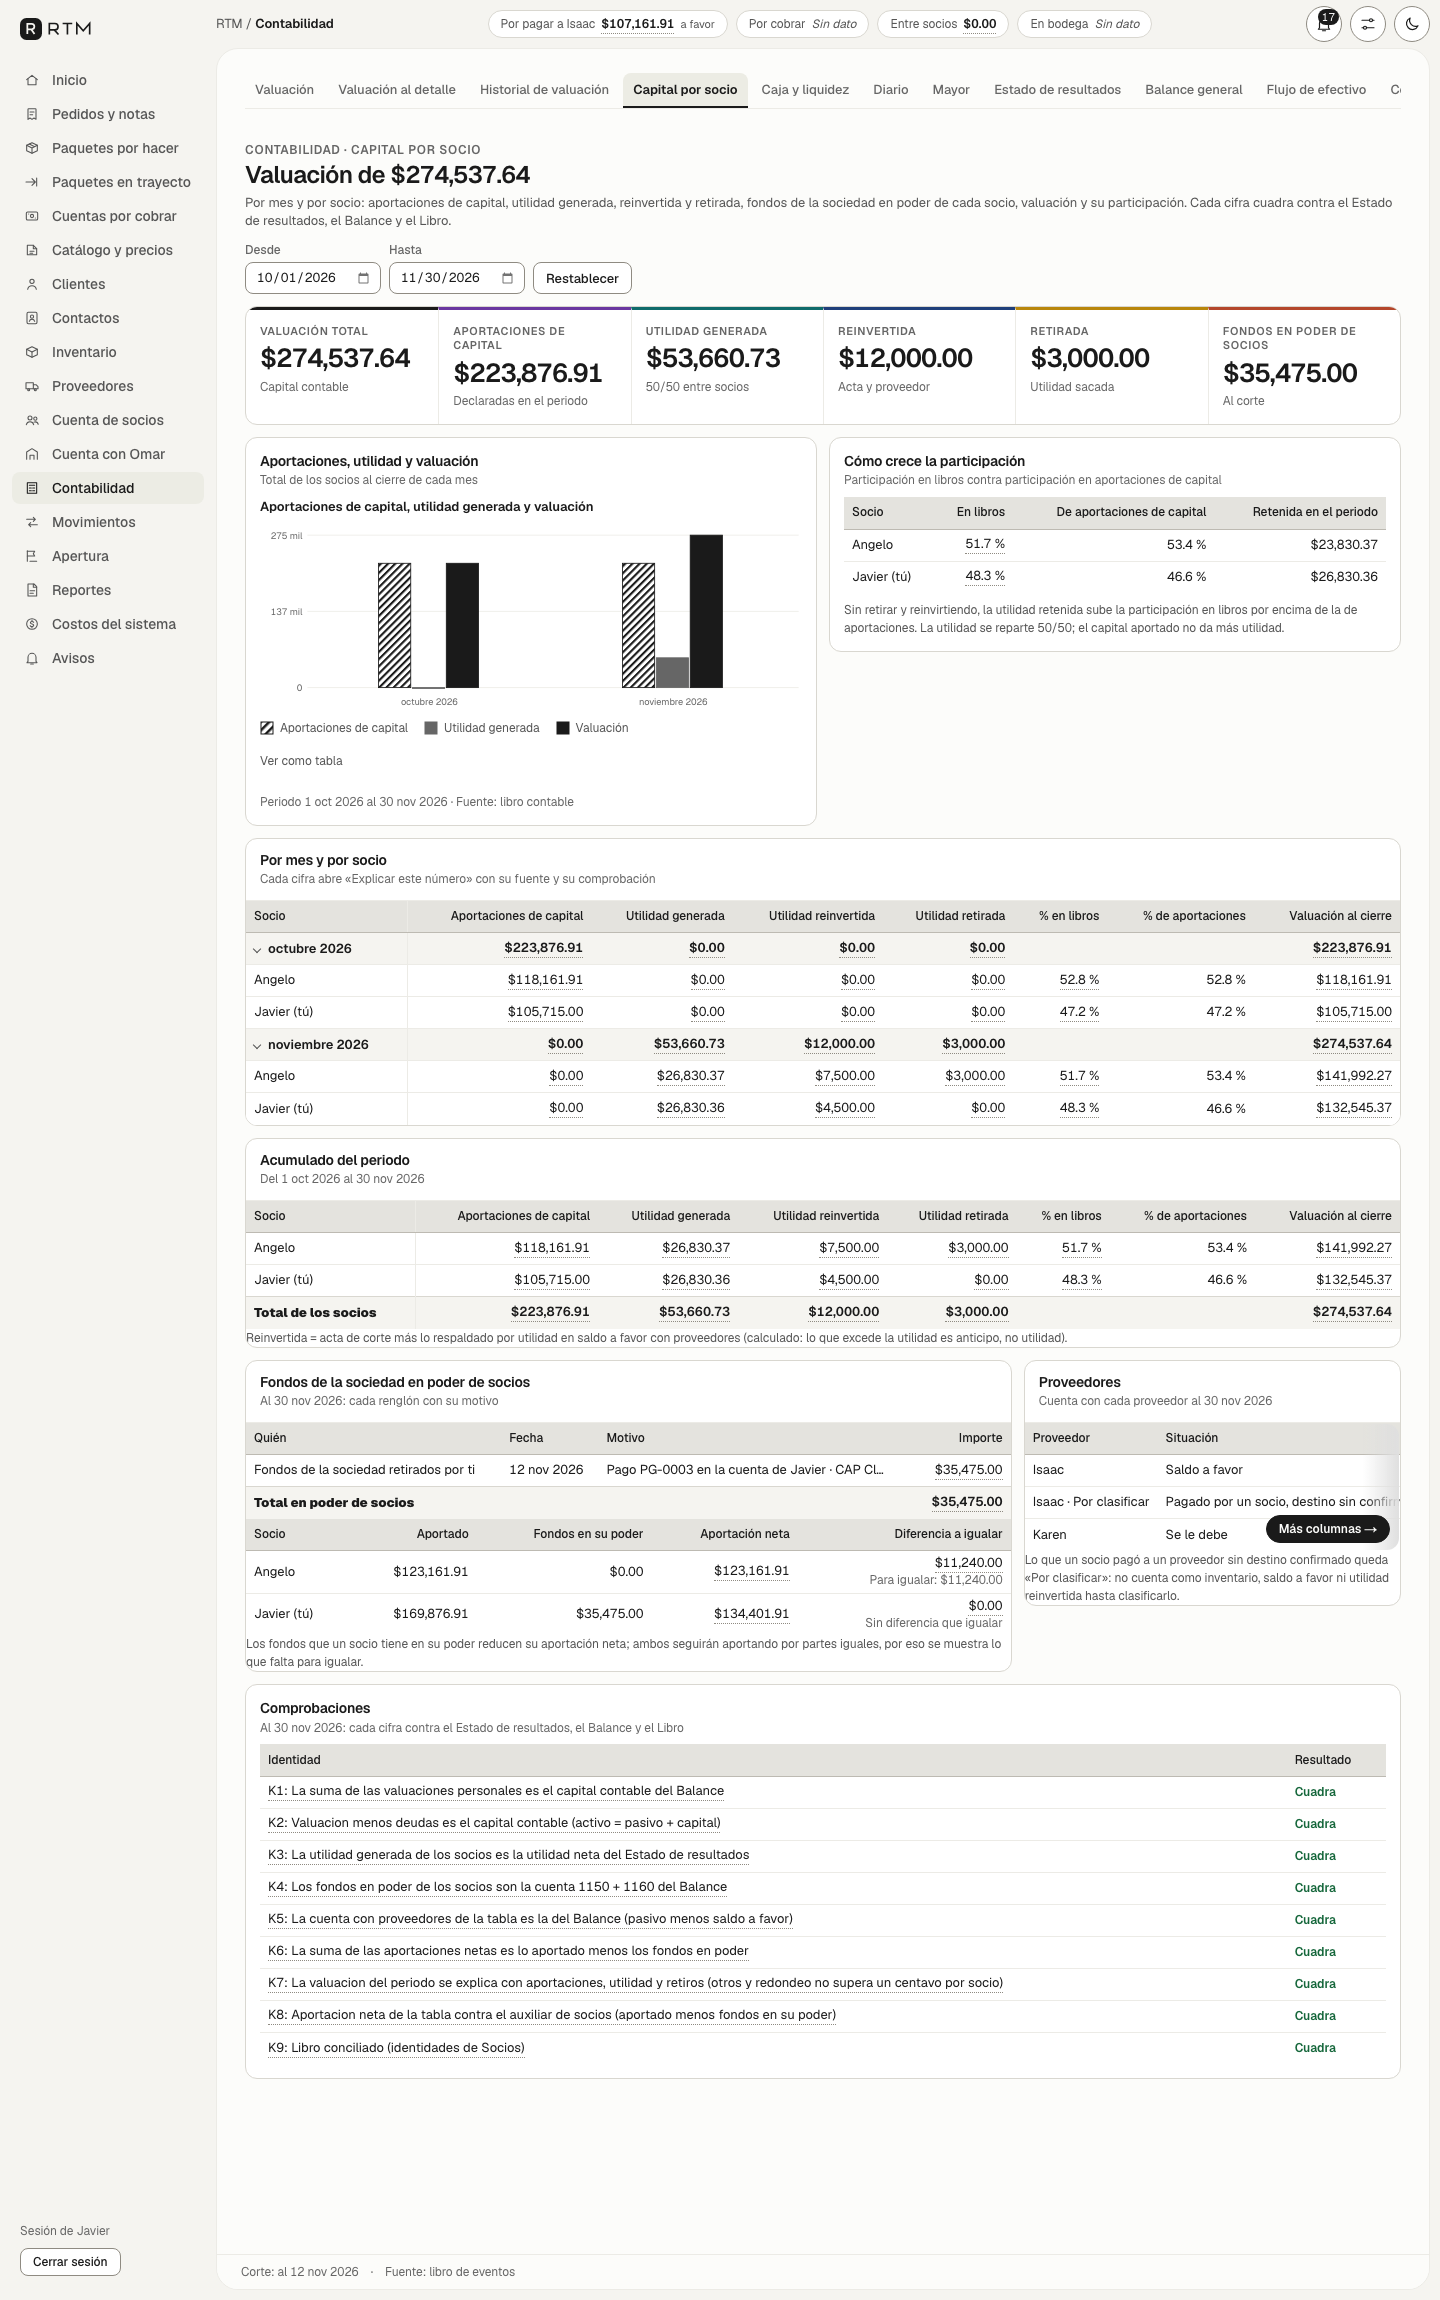 R RTM
RTM / Contabilidad
Por pagar a Isaac $107,161.91 a favor
Por cobrar Sin dato
Entre socios $0.00
En bodega Sin dato
17
Inicio
Pedidos y notas
Paquetes por hacer
Paquetes en trayecto
Cuentas por cobrar
Catálogo y precios
Clientes
Contactos
Inventario
Proveedores
Cuenta de socios
Cuenta con Omar
Contabilidad
Movimientos
Apertura
Reportes
Costos del sistema
Avisos
Sesión de Javier
Cerrar sesión
Valuación Valuación al detalle Historial de valuación Capital por socio Caja y liquidez Diario Mayor Estado de resultados Balance general Flujo de efectivo
CONTABILIDAD · CAPITAL POR SOCIO
Valuación de $274,537.64
Por mes y por socio: aportaciones de capital, utilidad generada, reinvertida y retirada, fondos de la sociedad en poder de cada socio, valuación y su participación. Cada cifra cuadra contra el Estado
de resultados, el Balance y el Libro.
Desde Hasta
10/01/2026 11/30/2026 Restablecer
VALUACIÓN TOTAL
$274,537.64
Capital contable
APORTACIONES DE
CAPITAL
$223,876.91
Declaradas en el periodo
UTILIDAD GENERADA
$53,660.73
50/50 entre socios
REINVERTIDA
$12,000.00
Acta y proveedor
RETIRADA
$3,000.00
Utilidad sacada
FONDOS EN PODER DE
SOCIOS
$35,475.00
Al corte
Aportaciones, utilidad y valuación
Total de los socios al cierre de cada mes
Aportaciones de capital, utilidad generada y valuación
275 mil
137 mil
0
octubre 2026 noviembre 2026
Aportaciones de capital Utilidad generada Valuación
Ver como tabla
Periodo 1 oct 2026 al 30 nov 2026 · Fuente: libro contable
Cómo crece la participación
Participación en libros contra participación en aportaciones de capital
Socio En libros De aportaciones de capital Retenida en el periodo
Angelo 51.7 % 53.4 % $23,830.37
Javier (tú) 48.3 % 46.6 % $26,830.36
Sin retirar y reinvirtiendo, la utilidad retenida sube la participación en libros por encima de la de
aportaciones. La utilidad se reparte 50/50; el capital aportado no da más utilidad.
Por mes y por socio
Cada cifra abre «Explicar este número» con su fuente y su comprobación
Socio Aportaciones de capital Utilidad generada Utilidad reinvertida Utilidad retirada % en libros % de aportaciones Valuación al cierre
octubre 2026 $223,876.91 $0.00 $0.00 $0.00 $223,876.91
Angelo $118,161.91 $0.00 $0.00 $0.00 52.8 % 52.8 % $118,161.91
Javier (tú) $105,715.00 $0.00 $0.00 $0.00 47.2 % 47.2 % $105,715.00
noviembre 2026 $0.00 $53,660.73 $12,000.00 $3,000.00 $274,537.64
Angelo $0.00 $26,830.37 $7,500.00 $3,000.00 51.7 % 53.4 % $141,992.27
Javier (tú) $0.00 $26,830.36 $4,500.00 $0.00 48.3 % 46.6 % $132,545.37
Acumulado del periodo
Del 1 oct 2026 al 30 nov 2026
Socio Aportaciones de capital Utilidad generada Utilidad reinvertida Utilidad retirada % en libros % de aportaciones Valuación al cierre
Angelo $118,161.91 $26,830.37 $7,500.00 $3,000.00 51.7 % 53.4 % $141,992.27
Javier (tú) $105,715.00 $26,830.36 $4,500.00 $0.00 48.3 % 46.6 % $132,545.37
Total de los socios $223,876.91 $53,660.73 $12,000.00 $3,000.00 $274,537.64
Reinvertida = acta de corte más lo respaldado por utilidad en saldo a favor con proveedores (calculado: lo que excede la utilidad es anticipo, no utilidad).
Fondos de la sociedad en poder de socios
Al 30 nov 2026: cada renglón con su motivo
Quién Fecha Motivo Importe
Fondos de la sociedad retirados por ti 12 nov 2026 Pago PG-0003 en la cuenta de Javier · CAP Cl... $35,475.00
Total en poder de socios $35,475.00
Socio Aportado Fondos en su poder Aportación neta Diferencia a igualar
Angelo $123,161.91 $0.00 $123,161.91 $11,240.00
Para igualar: $11,240.00
Javier (tú) $169,876.91 $35,475.00 $134,401.91 $0.00
Sin diferencia que igualar
Los fondos que un socio tiene en su poder reducen su aportación neta; ambos seguirán aportando por partes iguales, por eso se muestra lo
que falta para igualar.
Proveedores
Cuenta con cada proveedor al 30 nov 2026
Proveedor Situación
Isaac Saldo a favor
Isaac · Por clasificar Pagado por un socio, destino sin
Karen Se le debe
Más columnas →
Lo que un socio pagó a un proveedor sin destino confirmado queda
«Por clasificar»: no cuenta como inventario, saldo a favor ni utilidad
reinvertida hasta clasificarlo.
Comprobaciones
Al 30 nov 2026: cada cifra contra el Estado de resultados, el Balance y el Libro
Identidad Resultado
K1: La suma de las valuaciones personales es el capital contable del Balance Cuadra
K2: Valuacion menos deudas es el capital contable (activo = pasivo + capital) Cuadra
K3: La utilidad generada de los socios es la utilidad neta del Estado de resultados Cuadra
K4: Los fondos en poder de los socios son la cuenta 1150 + 1160 del Balance Cuadra
K5: La cuenta con proveedores de la tabla es la del Balance (pasivo menos saldo a favor) Cuadra
K6: La suma de las aportaciones netas es lo aportado menos los fondos en poder Cuadra
K7: La valuacion del periodo se explica con aportaciones, utilidad y retiros (otros y redondeo no supera un centavo por socio) Cuadra
K8: Aportacion neta de la tabla contra el auxiliar de socios (aportado menos fondos en su poder) Cuadra
K9: Libro conciliado (identidades de Socios) Cuadra
Corte: al 12 nov 2026 · Fuente: libro de eventos